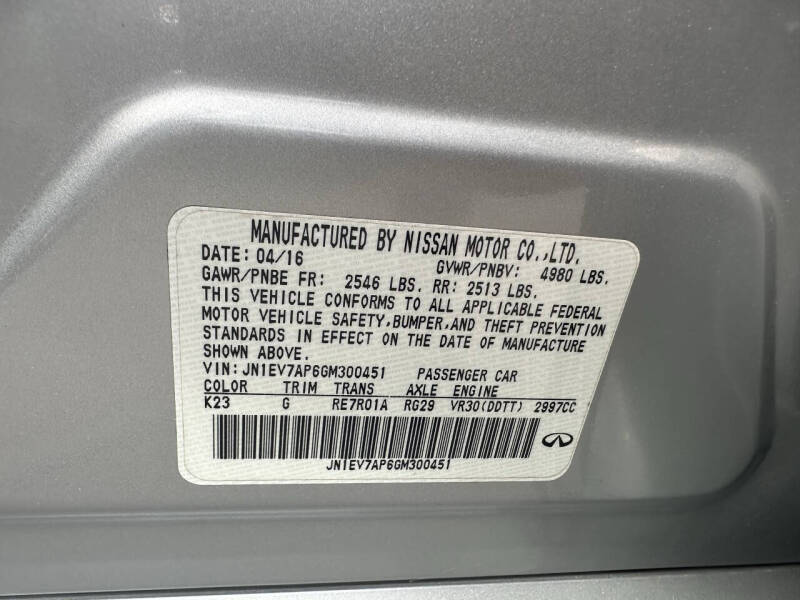 MANUFACTURED BY NISSAN MOTOR CO.,LTD.
DATE: 04/16 GVWR/PNBV: 4980 LBS.
GAWR/PNBE FR: 2546 LBS. RR: 2513 LBS.
THIS VEHICLE CONFORMS TO ALL APPLICABLE FEDERAL
MOTOR VEHICLE SAFETY,BUMPER,AND THEFT PREVENTION
STANDARDS IN EFFECT ON THE DATE OF MANUFACTURE
SHOWN ABOVE.
VIN: JN1EV7AP6GM300451 PASSENGER CAR
COLOR TRIM TRANS AXLE ENGINE
K23 G RE7R01A RG29 VR30(DDTT) 2997CC
JN1EV7AP6GM300451